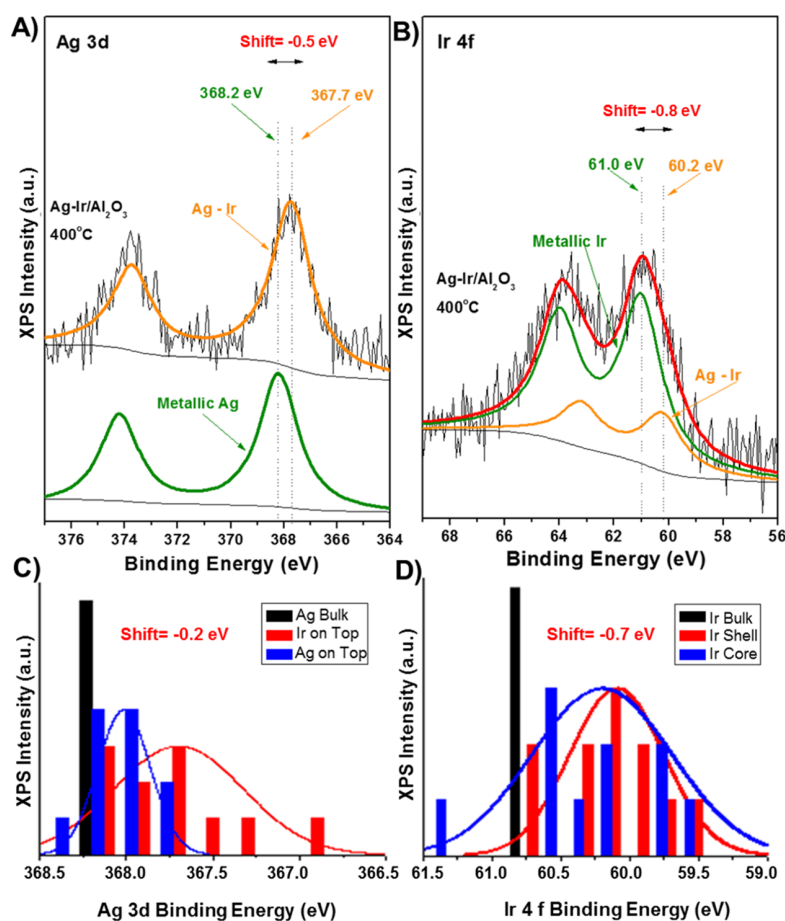 A)
Ag 3d
Shift= -0.5 eV
368.2 eV
367.7 eV
Ag-Ir/Al2O3
400°C
Ag - Ir
Metallic Ag
XPS Intensity (a.u.)
376 374 372 370 368 366 364
Binding Energy (eV)
B)
Ir 4f
Shift= -0.8 eV
61.0 eV
60.2 eV
Metallic Ir
Ag-Ir/Al2O3
400°C
Ag - Ir
XPS Intensity (a.u.)
68 66 64 62 60 58 56
Binding Energy (eV)
C)
Shift= -0.2 eV
Ag Bulk
Ir on Top
Ag on Top
XPS Intensity (a.u.)
368.5 368.0 367.5 367.0 366.5
Ag 3d Binding Energy (eV)
D)
Shift= -0.7 eV
Ir Bulk
Ir Shell
Ir Core
XPS Intensity (a.u.)
61.5 61.0 60.5 60.0 59.5 59.0
Ir 4 f Binding Energy (eV)